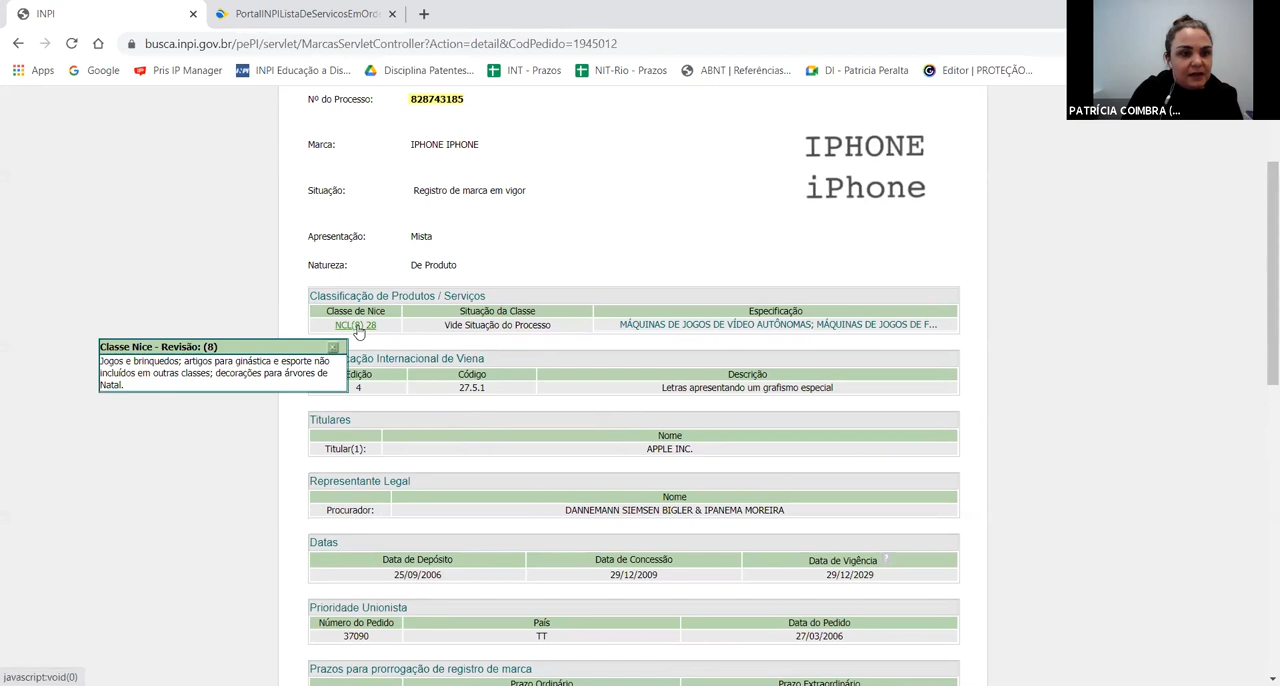 INPI
PortalINPIListaDeServicosEmOrde
busca.inpi.gov.br/pePI/servlet/MarcasServletController?Action=detail&CodPedido=1945012
Apps Google Pris IP Manager INPI Educação a Dis... Disciplina Patentes... INT - Prazos NIT-Rio - Prazos ABNT | Referências... DI - Patricia Peralta Editor | PROTEÇÃO...
PATRÍCIA COIMBRA (...
Nº do Processo: 828743185
Marca: IPHONE IPHONE
IPHONE
iPhone
Situação: Registro de marca em vigor
Apresentação: Mista
Natureza: De Produto
Classificação de Produtos / Serviços
Classe de Nice Situação da Classe Especificação
NCL(8) 28 Vide Situação do Processo MÁQUINAS DE JOGOS DE VÍDEO AUTÔNOMAS; MÁQUINAS DE JOGOS DE F...
Classe Nice - Revisão: (8)
Jogos e brinquedos; artigos para ginástica e esporte não
incluídos em outras classes; decorações para árvores de
Natal.
cação Internacional de Viena
dição Código Descrição
4 27.5.1 Letras apresentando um grafismo especial
Titulares
Nome
Titular(1): APPLE INC.
Representante Legal
Nome
Procurador: DANNEMANN SIEMSEN BIGLER & IPANEMA MOREIRA
Datas
Data de Depósito Data de Concessão Data de Vigência
25/09/2006 29/12/2009 29/12/2029
Prioridade Unionista
Número do Pedido País Data do Pedido
37090 TT 27/03/2006
Prazos para prorrogação de registro de marca
Prazo Ordinário Prazo Extraordinário
javascript:void(0)